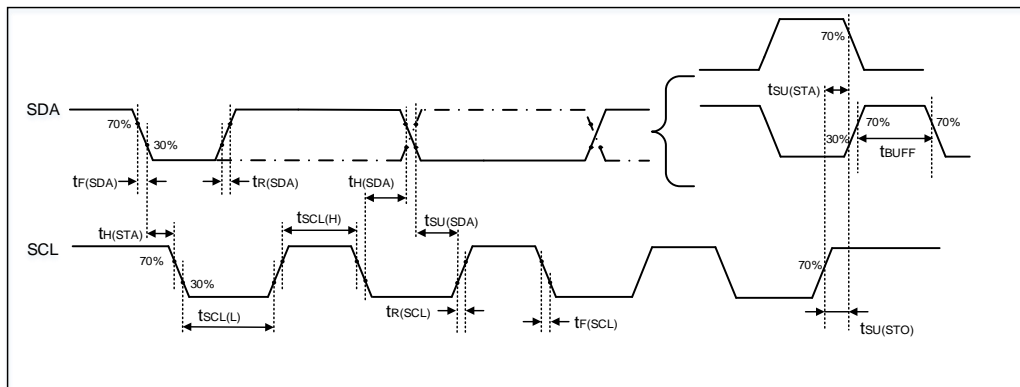 70%
tSU(STA)
SDA
70%
30%
30%
70%
70%
tBUFF
tF(SDA)
tR(SDA)
tH(SDA)
tH(STA)
tSCL(H)
tSU(SDA)
SCL
70%
30%
70%
tSCL(L)
tR(SCL)
tF(SCL)
tSU(STO)